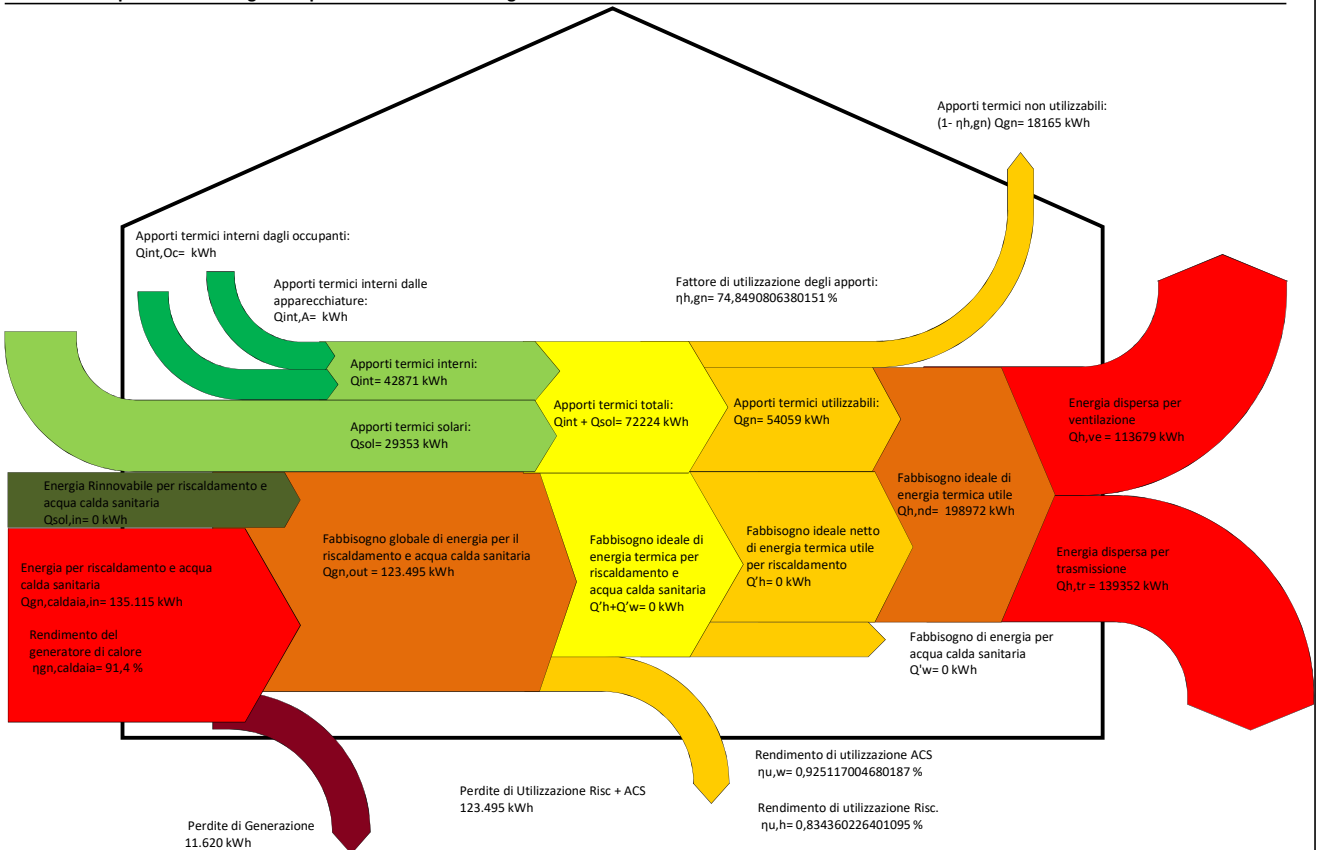 Apporti termici non utilizzabili:
(1- ηh,gn) Qgn= 18165 kWh
Apporti termici interni dagli occupanti:
Qint,Oc=  kWh
Apporti termici interni dalle
apparecchiature:
Qint,A=  kWh
Fattore di utilizzazione degli apporti:
ηh,gn= 74,8490806380151 %
Apporti termici interni:
Qint= 42871 kWh
Apporti termici solari:
Qsol= 29353 kWh
Apporti termici totali:
Qint + Qsol= 72224 kWh
Apporti termici utilizzabili:
Qgn= 54059 kWh
Energia dispersa per
ventilazione
Qh,ve = 113679 kWh
Energia Rinnovabile per riscaldamento e
acqua calda sanitaria
Qsol,in= 0 kWh
Fabbisogno ideale di
energia termica utile
Qh,nd=  198972 kWh
Energia per riscaldamento e acqua
calda sanitaria
Qgn,caldaia,in= 135.115 kWh
Rendimento del
generatore di calore
ηgn,caldaia= 91,4 %
Fabbisogno globale di energia per il
riscaldamento e acqua calda sanitaria
Qgn,out = 123.495 kWh
Fabbisogno ideale di
energia termica per
riscaldamento e
acqua calda sanitaria
Q’h+Q’w= 0 kWh
Fabbisogno ideale netto
di energia termica utile
per riscaldamento
Q’h= 0 kWh
Energia dispersa per
trasmissione
Qh,tr = 139352 kWh
Fabbisogno di energia per
acqua calda sanitaria
Q'w= 0 kWh
Rendimento di utilizzazione ACS
ηu,w= 0,925117004680187 %
Rendimento di utilizzazione Risc.
ηu,h= 0,834360226401095 %
Perdite di Utilizzazione Risc + ACS
123.495 kWh
Perdite di Generazione
11.620 kWh